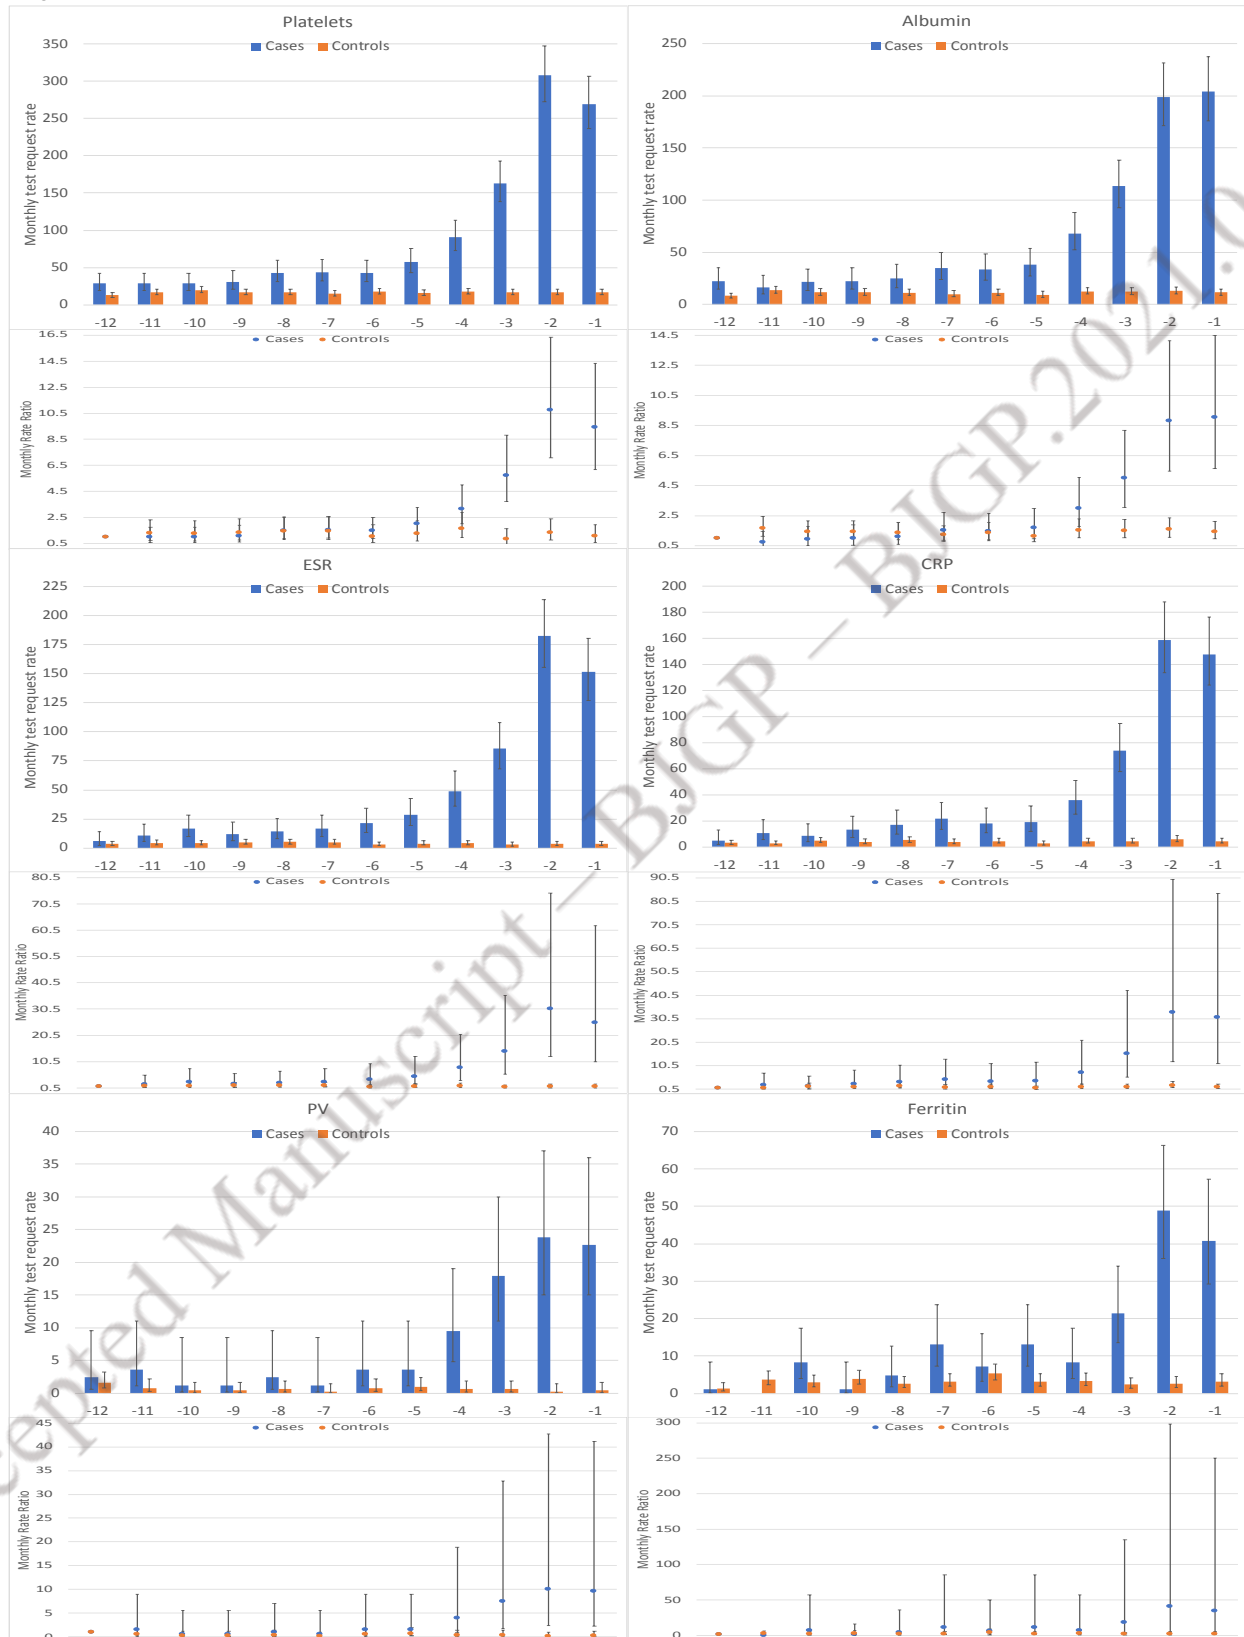 Platelets
Cases Controls
Monthly test request rate
350
300
250
200
150
100
50
0
-12 -11 -10 -9 -8 -7 -6 -5 -4 -3 -2 -1
Cases Controls
Monthly Rate Ratio
16.5
14.5
12.5
10.5
8.5
6.5
4.5
2.5
0.5
Albumin
Cases Controls
Monthly test request rate
250
200
150
100
50
0
-12 -11 -10 -9 -8 -7 -6 -5 -4 -3 -2 -1
Cases Controls
Monthly Rate Ratio
14.5
12.5
10.5
8.5
6.5
4.5
2.5
0.5
ESR
Cases Controls
Monthly test request rate
225
200
175
150
125
100
75
50
25
0
-12 -11 -10 -9 -8 -7 -6 -5 -4 -3 -2 -1
Cases Controls
Monthly Rate Ratio
80.5
70.5
60.5
50.5
40.5
30.5
20.5
10.5
0.5
CRP
Cases Controls
Monthly test request rate
200
180
160
140
120
100
80
60
40
20
0
-12 -11 -10 -9 -8 -7 -6 -5 -4 -3 -2 -1
Cases Controls
Monthly Rate Ratio
90.5
80.5
70.5
60.5
50.5
40.5
30.5
20.5
10.5
0.5
PV
Cases Controls
Monthly test request rate
40
35
30
25
20
15
10
5
0
-12 -11 -10 -9 -8 -7 -6 -5 -4 -3 -2 -1
Cases Controls
Monthly Rate Ratio
45
40
35
30
25
20
15
10
5
0
Ferritin
Cases Controls
Monthly test request rate
70
60
50
40
30
20
10
0
-12 -11 -10 -9 -8 -7 -6 -5 -4 -3 -2 -1
Cases Controls
Monthly Rate Ratio
300
250
200
150
100
50
0
cepted Manuscript – BJGP – BJGP.2021.0